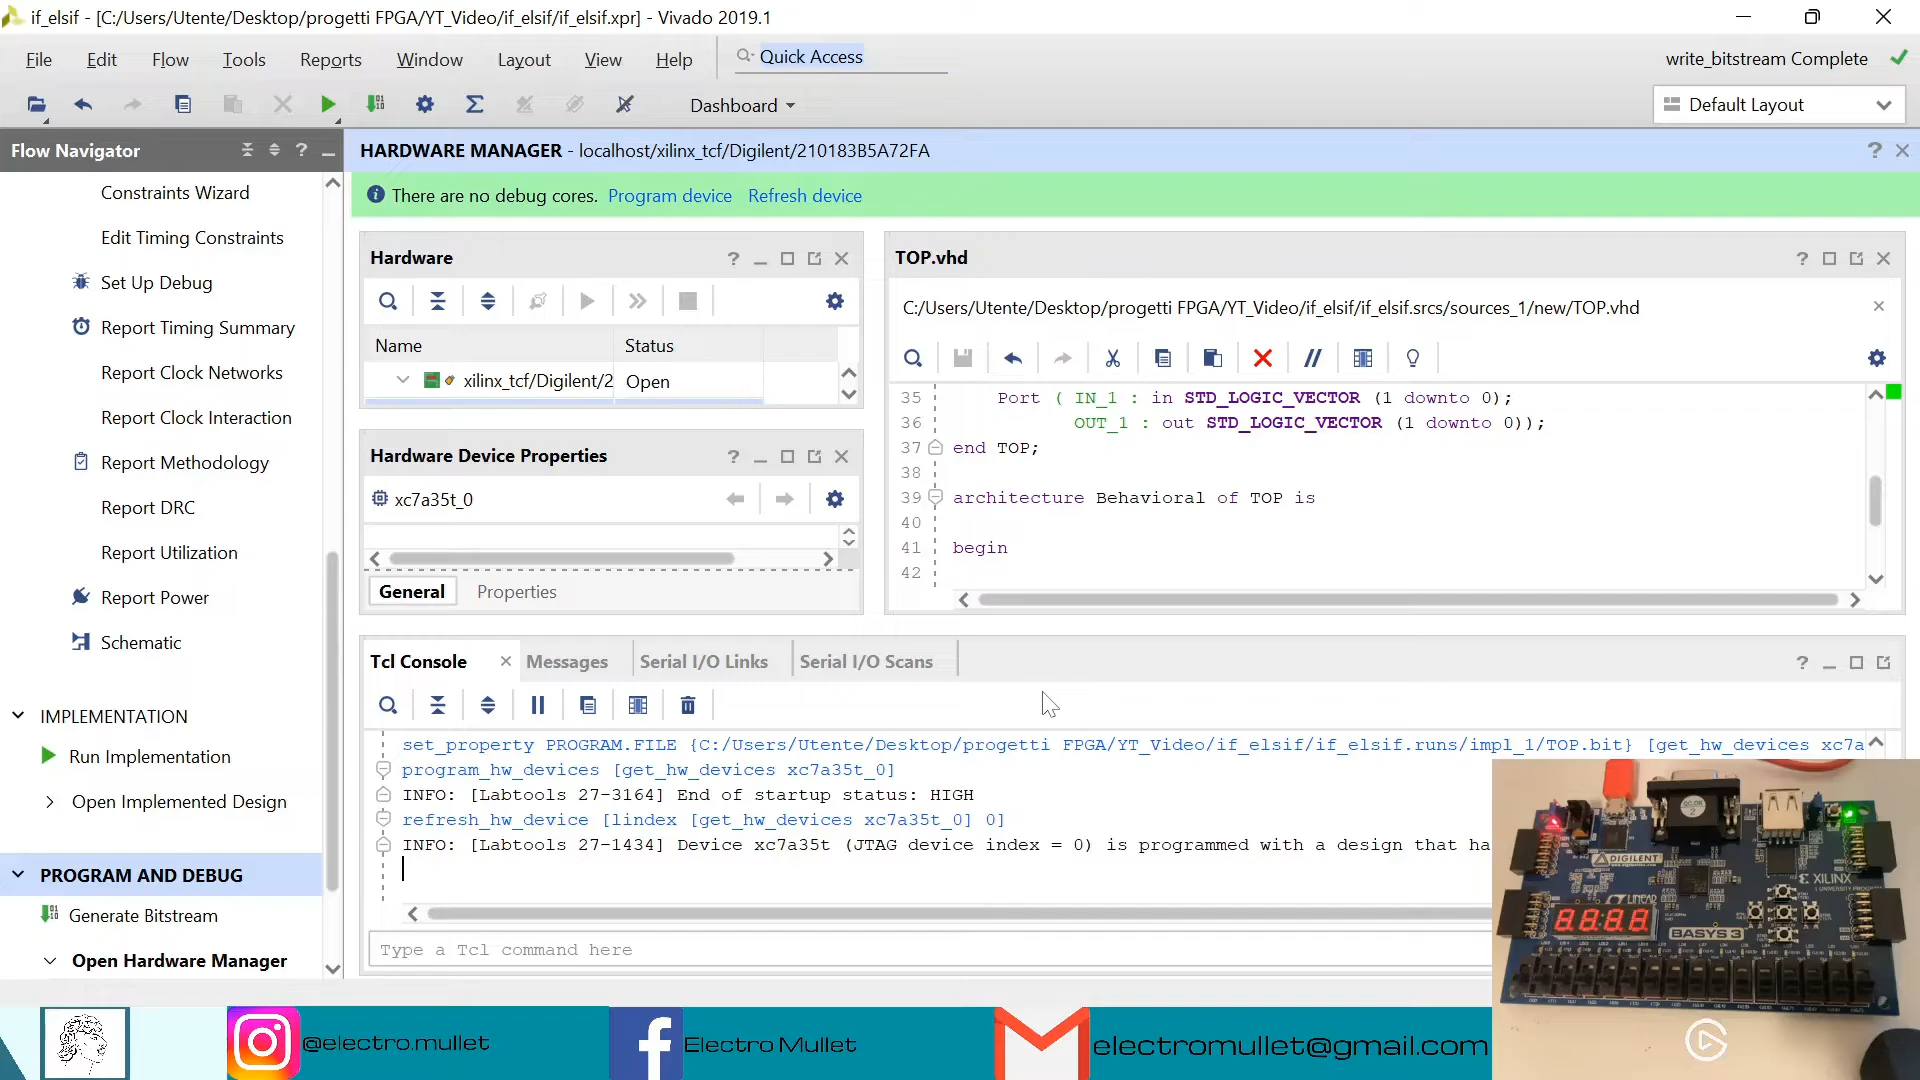 if_elsif - [C:/Users/Utente/Desktop/progetti FPGA/YT_Video/if_elsif/if_elsif.xpr] - Vivado 2019.1
File Edit Flow Tools Reports Window Layout View Help Quick Access
write_bitstream Complete
Dashboard
Default Layout
Flow Navigator
HARDWARE MANAGER - localhost/xilinx_tcf/Digilent/210183B5A72FA
There are no debug cores. Program device Refresh device
Constraints Wizard
Edit Timing Constraints
Set Up Debug
Report Timing Summary
Report Clock Networks
Report Clock Interaction
Report Methodology
Report DRC
Report Utilization
Report Power
Schematic
IMPLEMENTATION
Run Implementation
Open Implemented Design
PROGRAM AND DEBUG
Generate Bitstream
Open Hardware Manager
Hardware
Name Status
xilinx_tcf/Digilent/2 Open
Hardware Device Properties
xc7a35t_0
General Properties
TOP.vhd
C:/Users/Utente/Desktop/progetti FPGA/YT_Video/if_elsif/if_elsif.srcs/sources_1/new/TOP.vhd
35 Port ( IN_1 : in STD_LOGIC_VECTOR (1 downto 0);
36 OUT_1 : out STD_LOGIC_VECTOR (1 downto 0));
37 end TOP;
38
39 architecture Behavioral of TOP is
40
41 begin
42
Tcl Console Messages Serial I/O Links Serial I/O Scans
set_property PROGRAM.FILE {C:/Users/Utente/Desktop/progetti FPGA/YT_Video/if_elsif/if_elsif.runs/impl_1/TOP.bit} [get_hw_devices xc7a
program_hw_devices [get_hw_devices xc7a35t_0]
INFO: [Labtools 27-3164] End of startup status: HIGH
refresh_hw_device [lindex [get_hw_devices xc7a35t_0] 0]
INFO: [Labtools 27-1434] Device xc7a35t (JTAG device index = 0) is programmed with a design that ha
Type a Tcl command here
DIGILENT
XILINX
LINEAR
8.8.8.8.
BASYS 3
@electro.mullet
Electro Mullet
electromullet@gmail.com